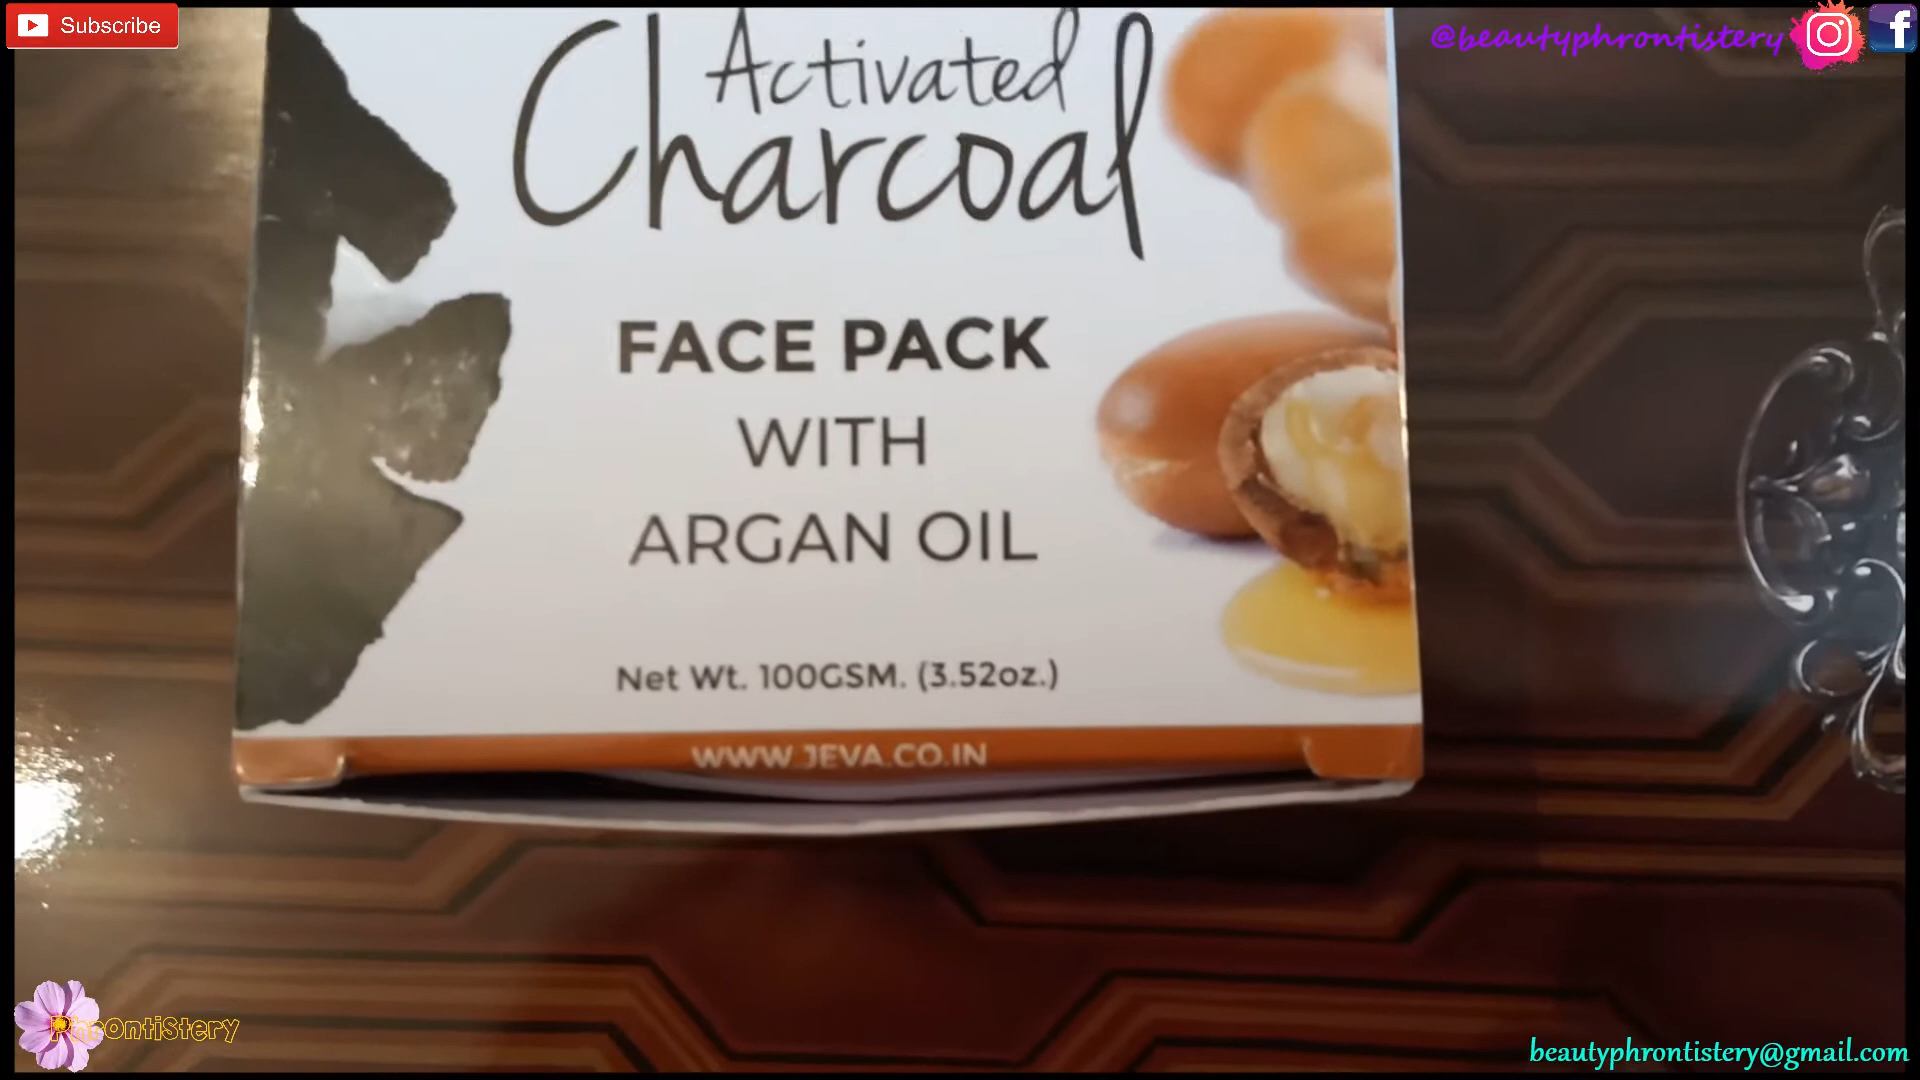 Subscribe
@beautyphrontistery
Activated
Charcoal
FACE PACK
WITH
ARGAN OIL
Net Wt. 100GSM. (3.52oz.)
WWW.JEVA.CO.IN
PhrOntiStery
beautyphrontistery@gmail.com